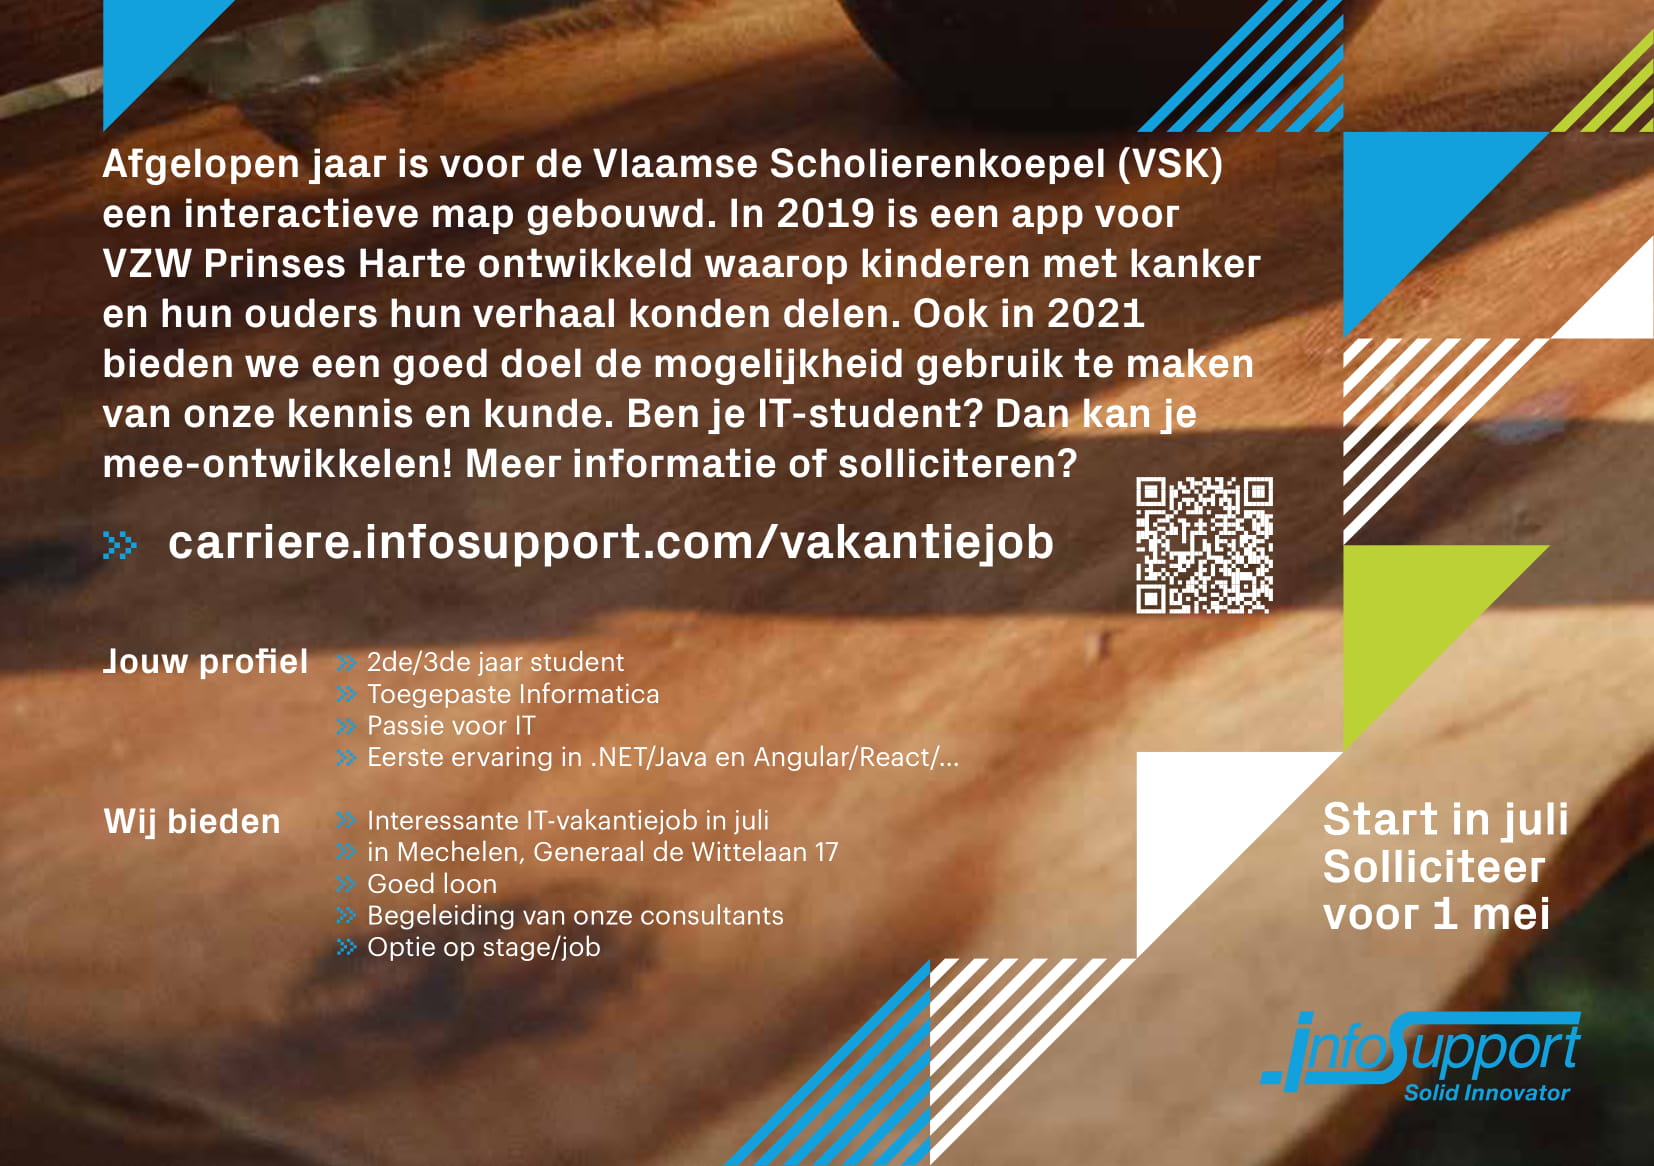 Afgelopen jaar is voor de Vlaamse Scholierenkoepel (VSK)
een interactieve map gebouwd. In 2019 is een app voor
VZW Prinses Harte ontwikkeld waarop kinderen met kanker
en hun ouders hun verhaal konden delen. Ook in 2021
bieden we een goed doel de mogelijkheid gebruik te maken
van onze kennis en kunde. Ben je IT-student? Dan kan je
mee-ontwikkelen! Meer informatie of solliciteren?
carriere.infosupport.com/vakantiejob
Jouw profiel
2de/3de jaar student
Toegepaste Informatica
Passie voor IT
Eerste ervaring in .NET/Java en Angular/React/...
Wij bieden
Interessante IT-vakantiejob in juli
in Mechelen, Generaal de Wittelaan 17
Goed loon
Begeleiding van onze consultants
Optie op stage/job
Start in juli
Solliciteer
voor 1 mei
infoSupport
Solid Innovator